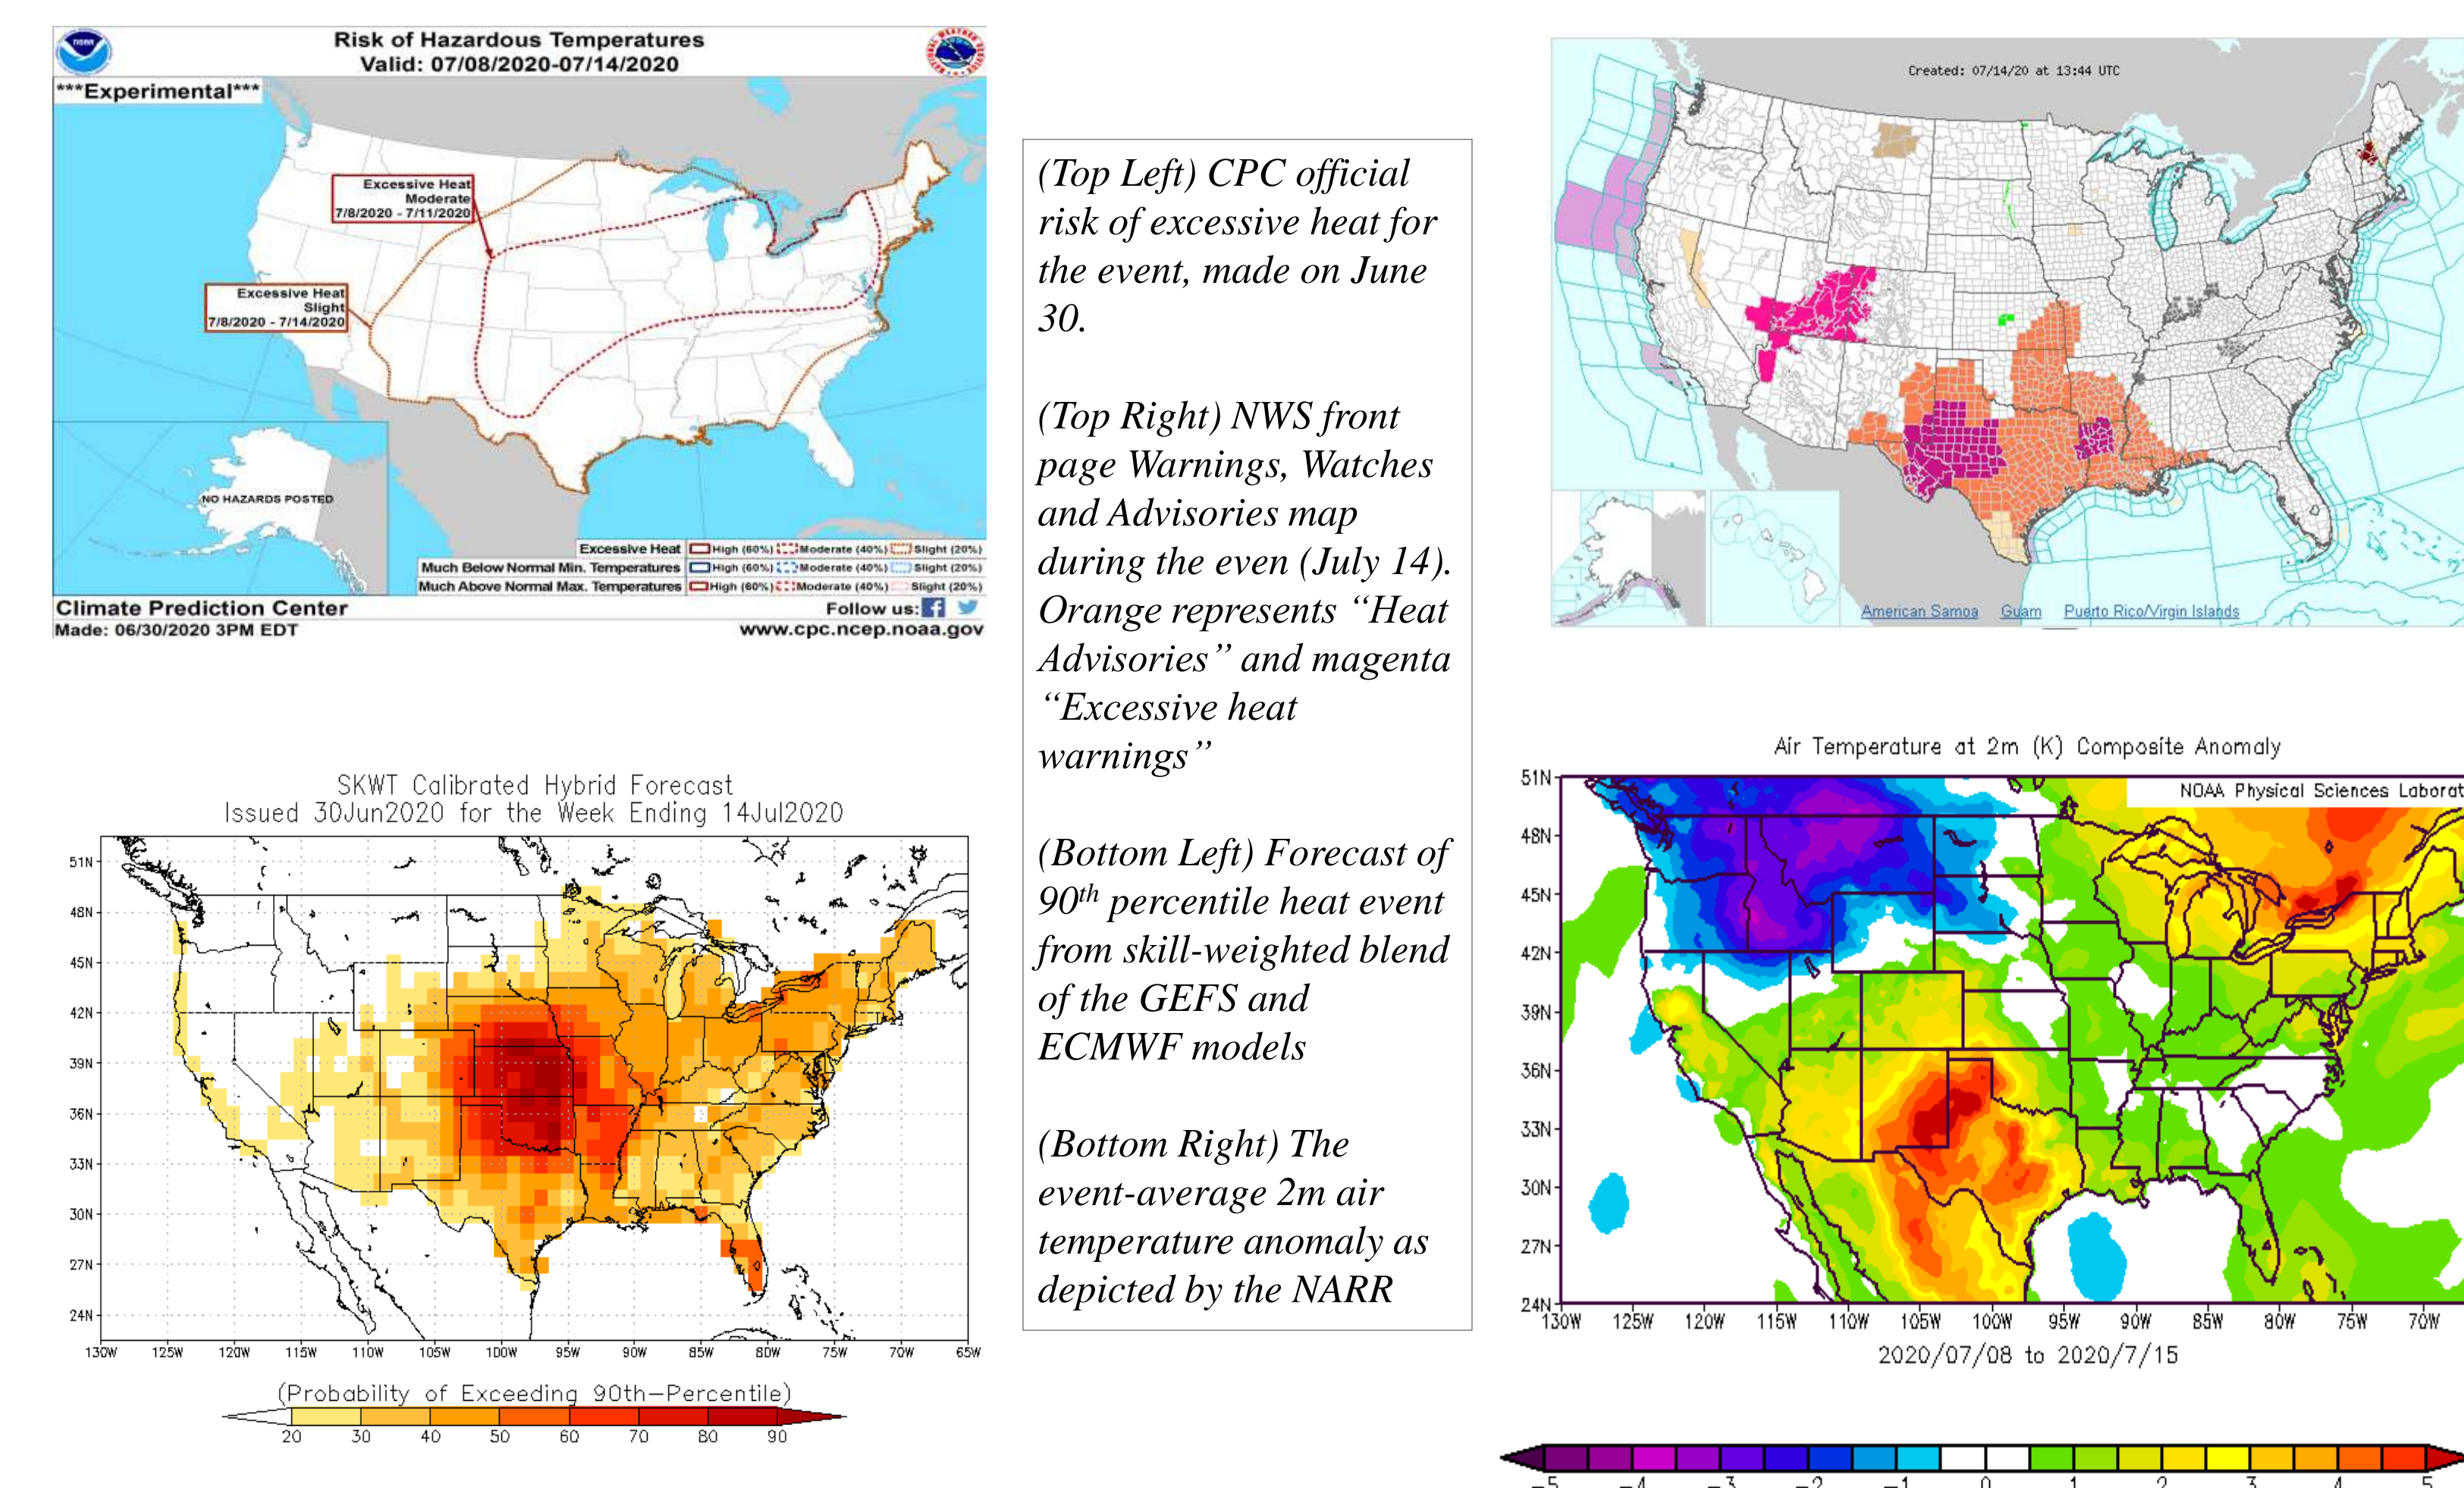 Risk of Hazardous Temperatures
Valid: 07/08/2020-07/14/2020
***Experimental***
Excessive Heat
Moderate
7/8/2020 - 7/11/2020
Excessive Heat
Slight
7/8/2020 - 7/14/2020
NO HAZARDS POSTED
Excessive Heat High (60%) Moderate (40%) Slight (20%)
Much Below Normal Min. Temperatures High (60%) Moderate (40%) Slight (20%)
Much Above Normal Max. Temperatures High (60%) Moderate (40%) Slight (20%)
Climate Prediction Center
Follow us:
Made: 06/30/2020 3PM EDT
www.cpc.ncep.noaa.gov
(Top Left) CPC official
risk of excessive heat for
the event, made on June
30.
(Top Right) NWS front
page Warnings, Watches
and Advisories map
during the even (July 14).
Orange represents “Heat
Advisories” and magenta
“Excessive heat
warnings”
(Bottom Left) Forecast of
90th percentile heat event
from skill-weighted blend
of the GEFS and
ECMWF models
(Bottom Right) The
event-average 2m air
temperature anomaly as
depicted by the NARR
Created: 07/14/20 at 13:44 UTC
American Samoa Guam Puerto Rico/Virgin Islands
SKWT Calibrated Hybrid Forecast
Issued 30Jun2020 for the Week Ending 14Jul2020
51N
48N
45N
42N
39N
36N
33N
30N
27N
24N
130W 125W 120W 115W 110W 105W 100W 95W 90W 85W 80W 75W 70W 65W
(Probability of Exceeding 90th-Percentile)
20 30 40 50 60 70 80 90
Air Temperature at 2m (K) Composite Anomaly
NOAA Physical Sciences Laborat
51N
48N
45N
42N
39N
36N
33N
30N
27N
24N
130W 125W 120W 115W 110W 105W 100W 95W 90W 85W 80W 75W 70W
2020/07/08 to 2020/7/15
-5 -4 -3 -2 -1 0 1 2 3 4 5